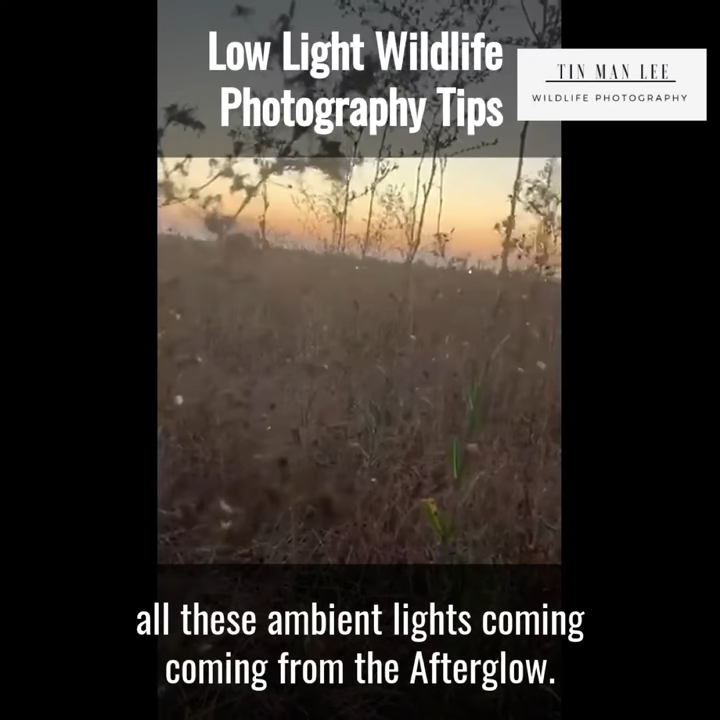 Low Light Wildlife
Photography Tips
TIN MAN LEE
WILDLIFE PHOTOGRAPHY
all these ambient lights coming
coming from the Afterglow.